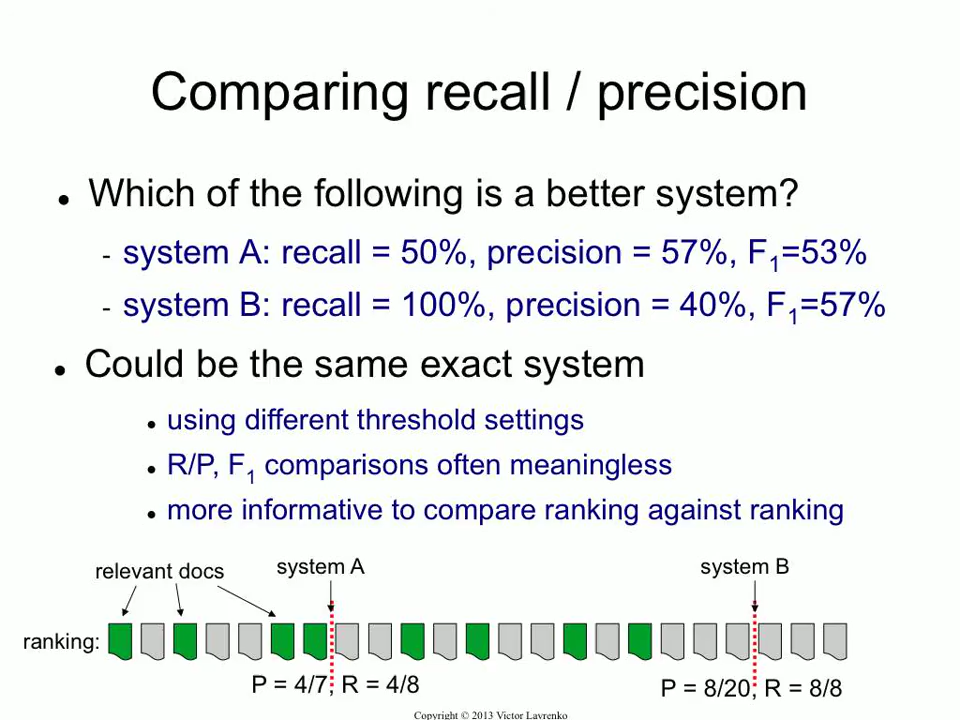 Comparing recall / precision
• Which of the following is a better system?
- system A: recall = 50%, precision = 57%, F1=53%
- system B: recall = 100%, precision = 40%, F1=57%
• Could be the same exact system
• using different threshold settings
• R/P, F1 comparisons often meaningless
• more informative to compare ranking against ranking
relevant docs
system A
system B
ranking:
P = 4/7, R = 4/8
P = 8/20, R = 8/8
Copyright © 2013 Victor Lavrenko